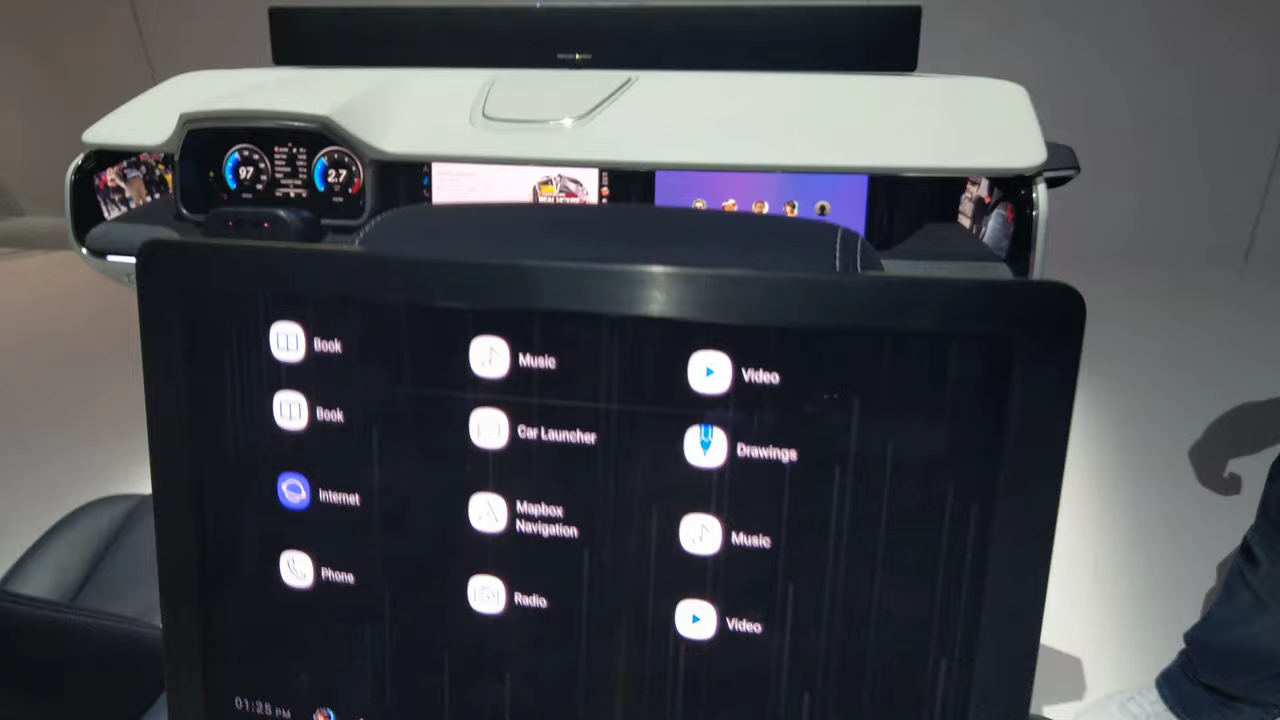 97
2.7
Book
Music
Video
Book
Car Launcher
Drawings
Internet
Mapbox
Navigation
Music
Phone
Radio
Video
01:25 PM